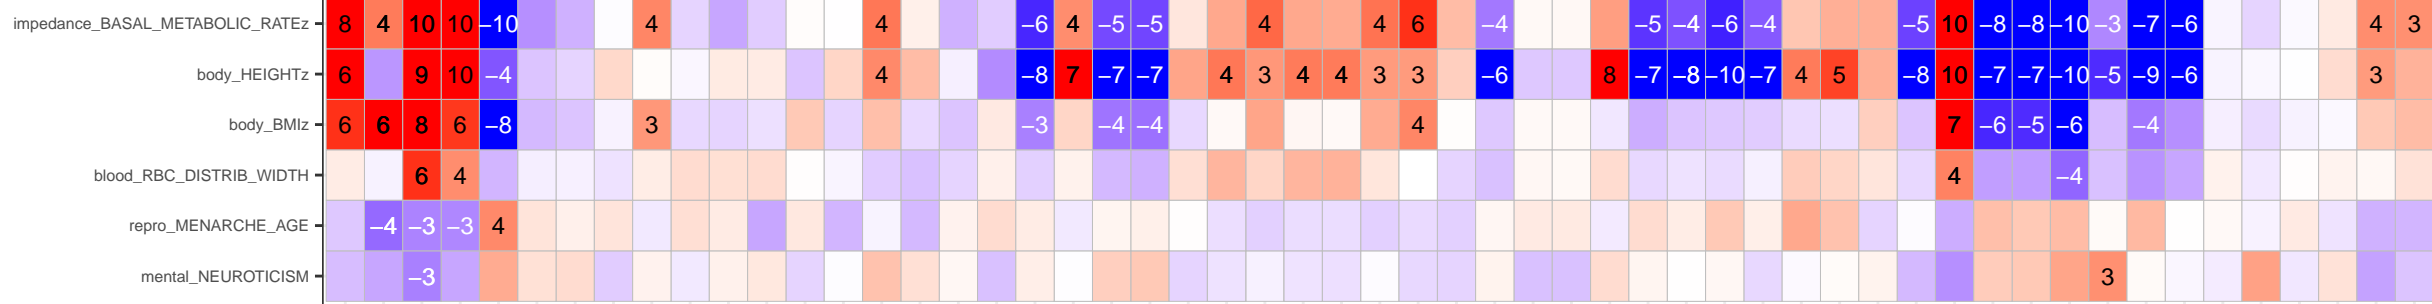 impedance_BASAL_METABOLIC_RATEz 8 4 10 10 −10 4 4 −6 4 −5 −5 4 4 6 −4 −5 −4 −6 −4 −5 10 −8 −8 −10 −3 −7 −6 4 3
body_HEIGHTz 6 9 10 −4 4 −8 7 −7 −7 4 3 4 4 3 3 −6 8 −7 −8 −10 −7 4 5 −8 10 −7 −7 −10 −5 −9 −6 3
body_BMIz 6 6 8 6 −8 3 −3 −4 −4 4 7 −6 −5 −6 −4
blood_RBC_DISTRIB_WIDTH 6 4 4 −4
repro_MENARCHE_AGE −4 −3 −3 4
mental_NEUROTICISM −3 3